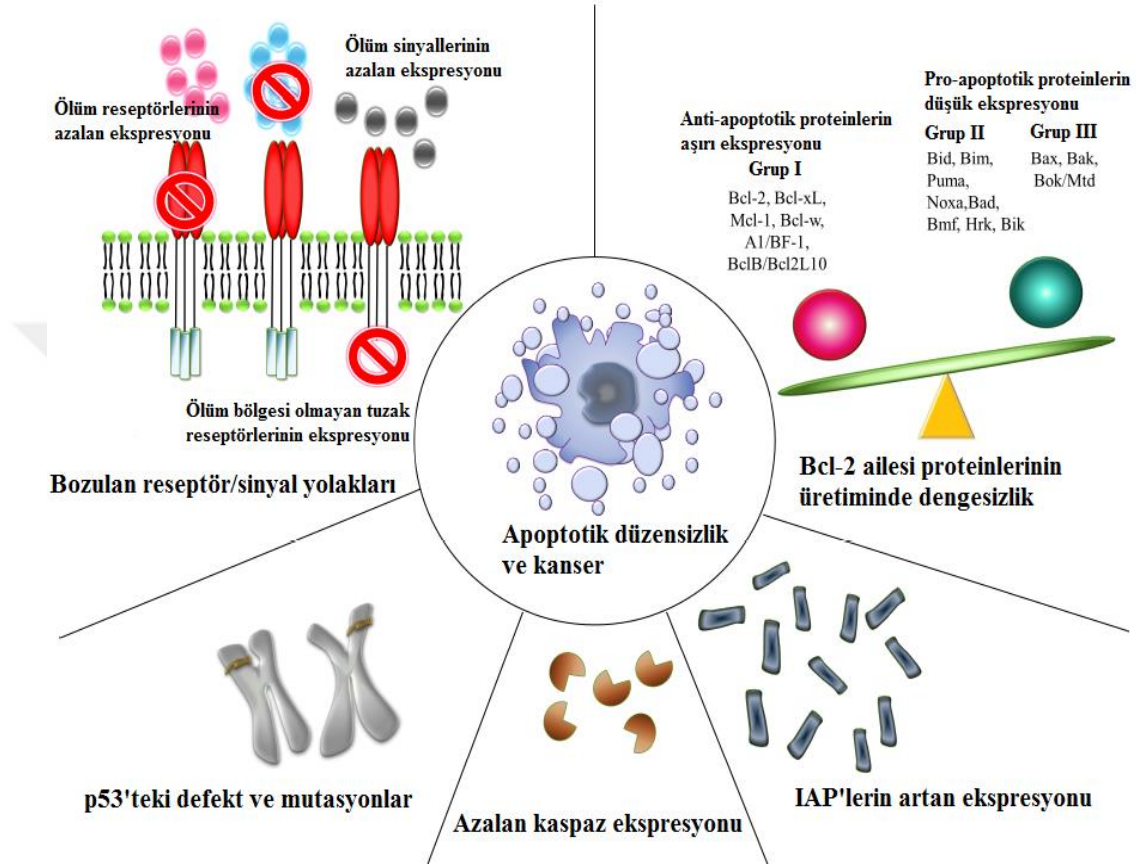 Ölüm sinyallerinin
azalan ekspresyonu
Ölüm reseptörlerinin
azalan ekspresyonu
Ölüm bölgesi olmayan tuzak
reseptörlerinin ekspresyonu
Bozulan reseptör/sinyal yolakları
Anti-apoptotik proteinlerin
aşırı ekspresyonu
Grup I
Bcl-2, Bcl-xL,
Mcl-1, Bcl-w,
A1/BF-1,
BclB/Bcl2L10
Pro-apoptotik proteinlerin
düşük ekspresyonu
Grup II
Bid, Bim,
Puma,
Noxa,Bad,
Bmf, Hrk, Bik
Grup III
Bax, Bak,
Bok/Mtd
Bcl-2 ailesi proteinlerinin
üretiminde dengesizlik
Apoptotik düzensizlik
ve kanser
p53'teki defekt ve mutasyonlar
Azalan kaspaz ekspresyonu
IAP'lerin artan ekspresyonu